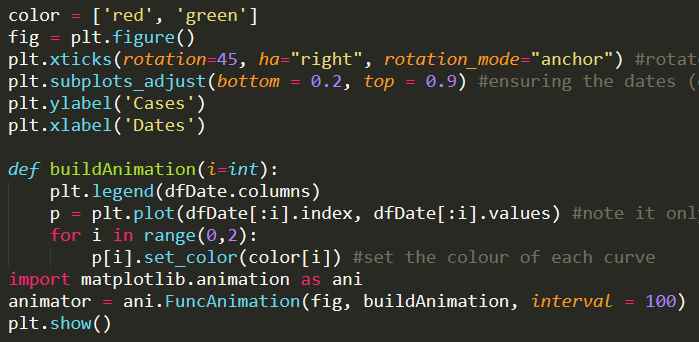 color = ['red', 'green']
fig = plt.figure()
plt.xticks(rotation=45, ha="right", rotation_mode="anchor")
plt.subplots_adjust(bottom = 0.2, top = 0.9) #ensuring the dates
plt.ylabel('Cases')
plt.xlabel('Dates')
def buildAnimation(i=int):
plt.legend(dfDate.columns)
p = plt.plot(dfDate[:i].index, dfDate[:i].values) #note it
for i in range(0,2):
p[i].set_color(color[i]) #set the colour of each curve
import matplotlib.animation as ani
animator = ani.FuncAnimation(fig, buildAnimation, interval = 100)
plt.show()